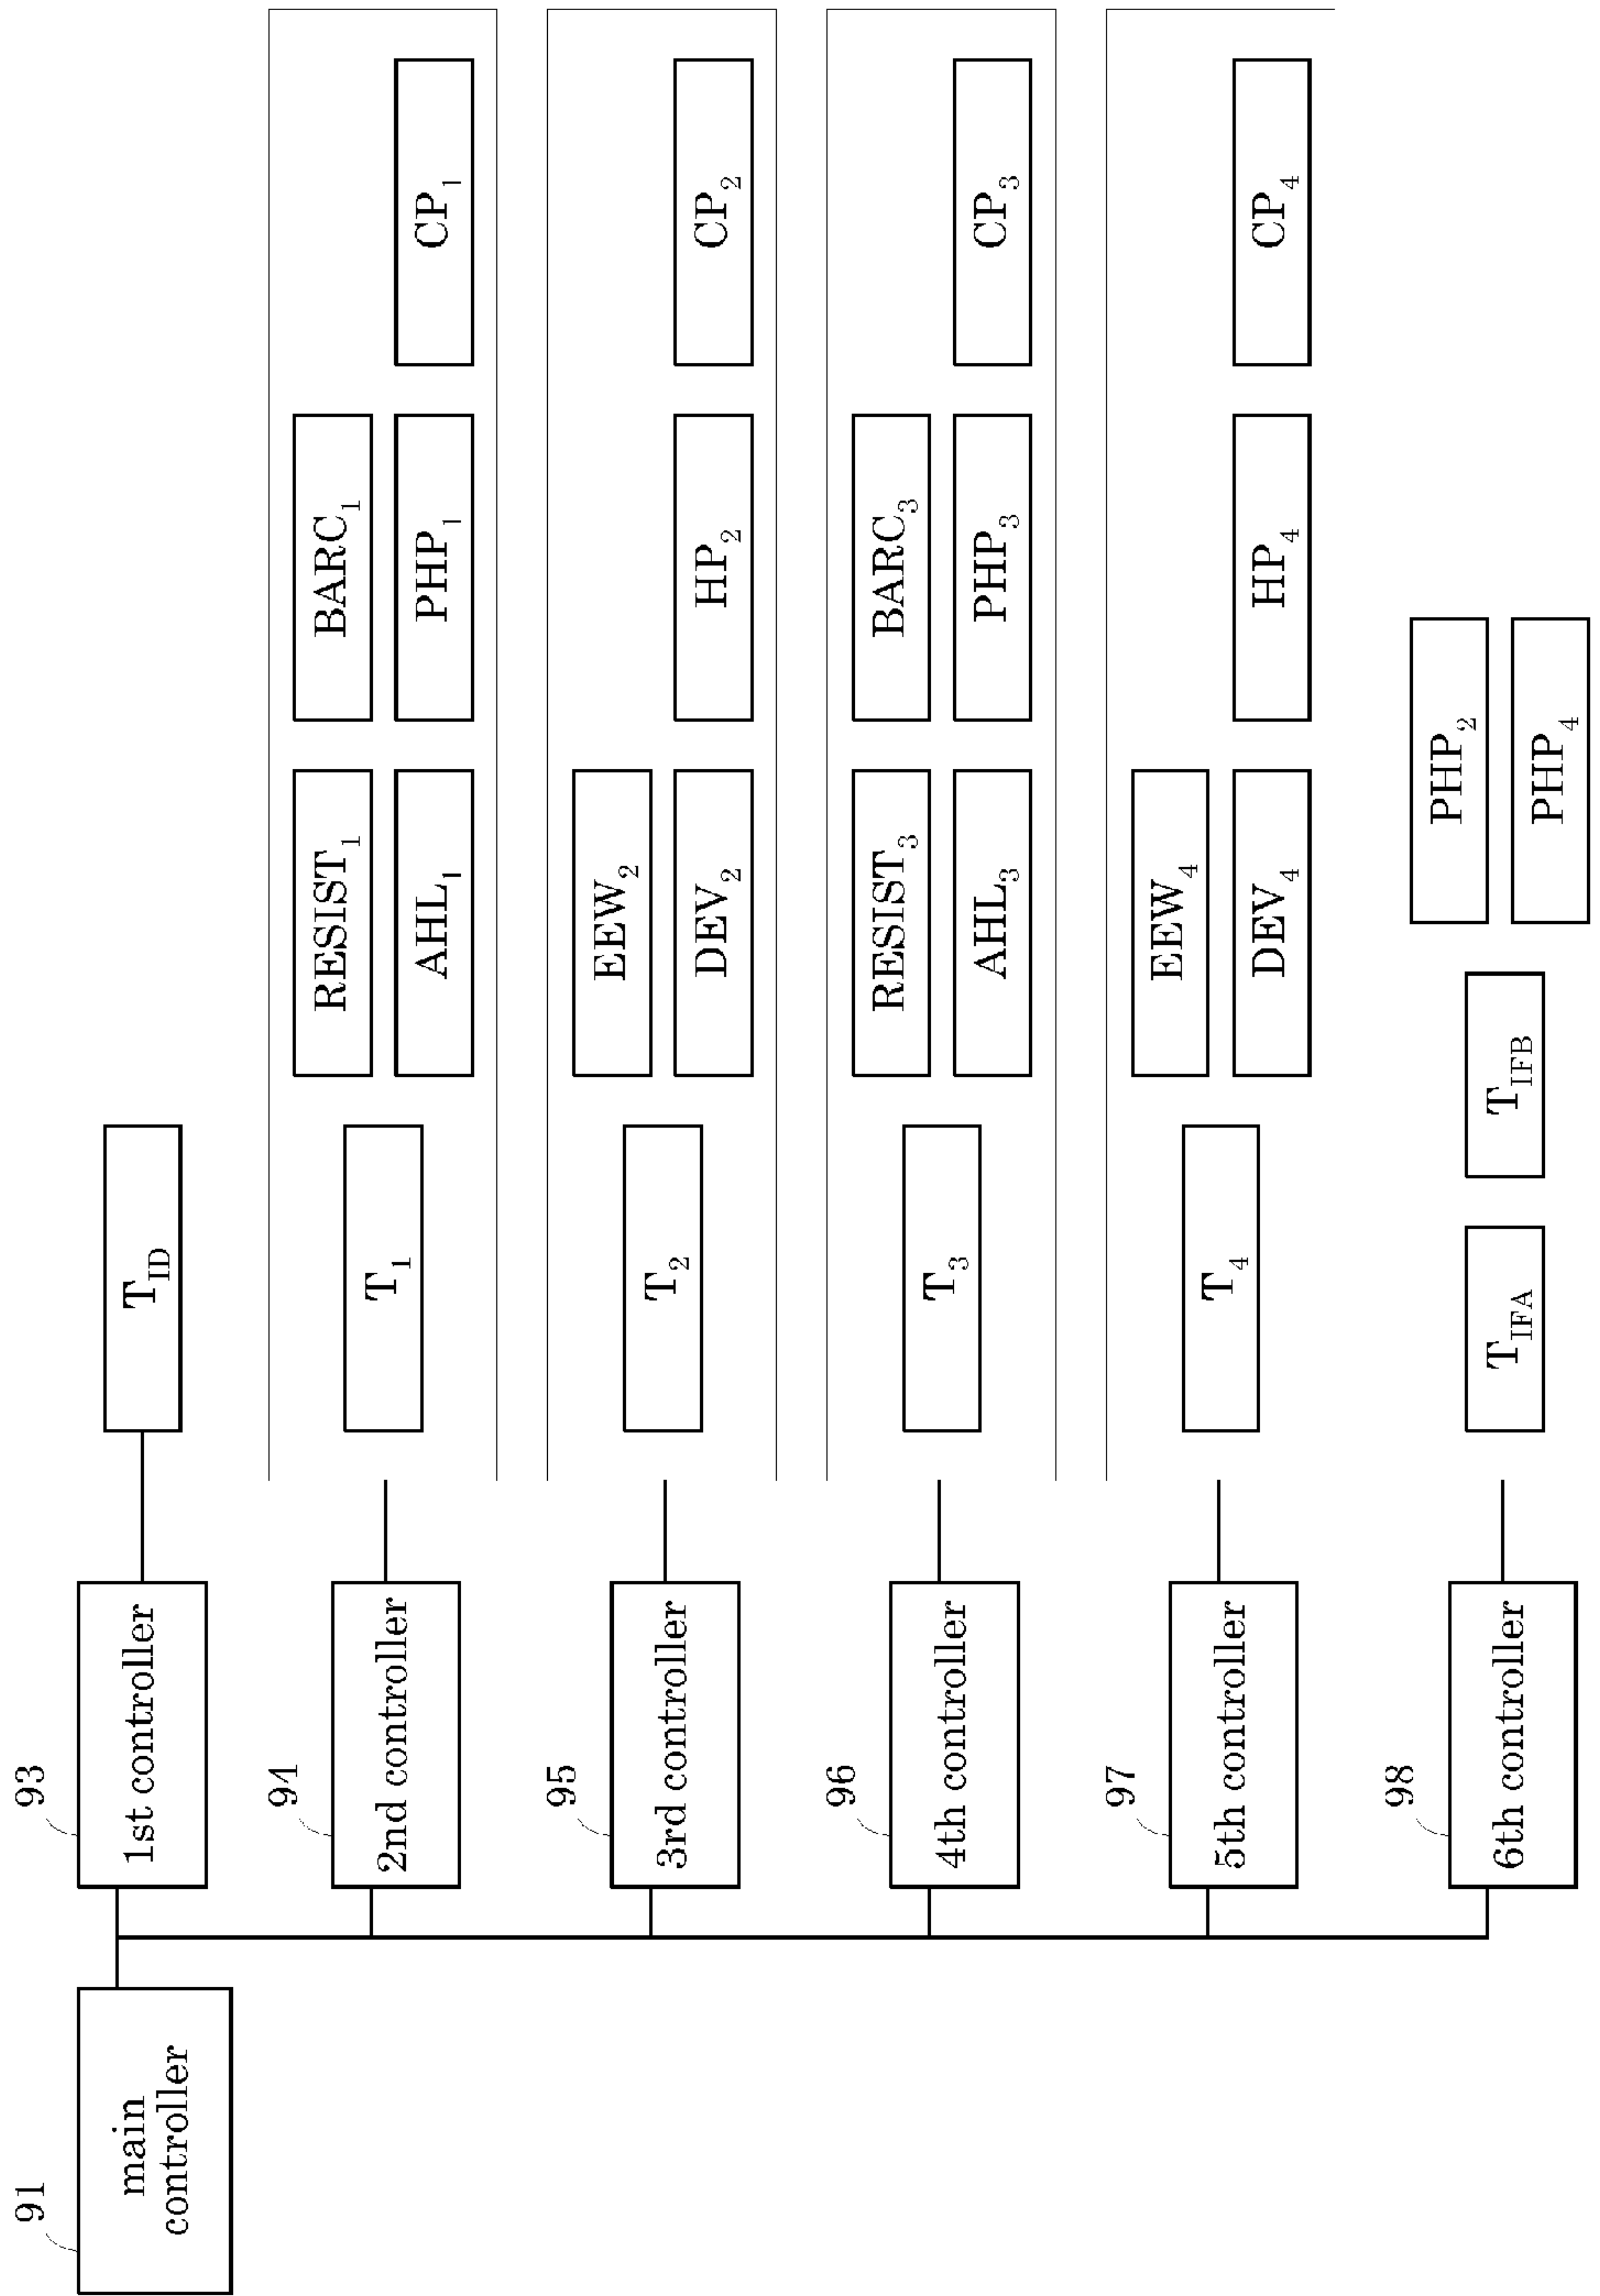 91
main
controller
93
1st controller
T_ID
94
2nd controller
T_1
RESIST_1
BARC_1
AHL_1
PHP_1
CP_1
95
3rd controller
T_2
EEW_2
DEV_2
HP_2
CP_2
96
4th controller
T_3
RESIST_3
BARC_3
AHL_3
PHP_3
CP_3
97
5th controller
T_4
EEW_4
DEV_4
HP_4
CP_4
98
6th controller
T_IFA
T_IFB
PHP_2
PHP_4